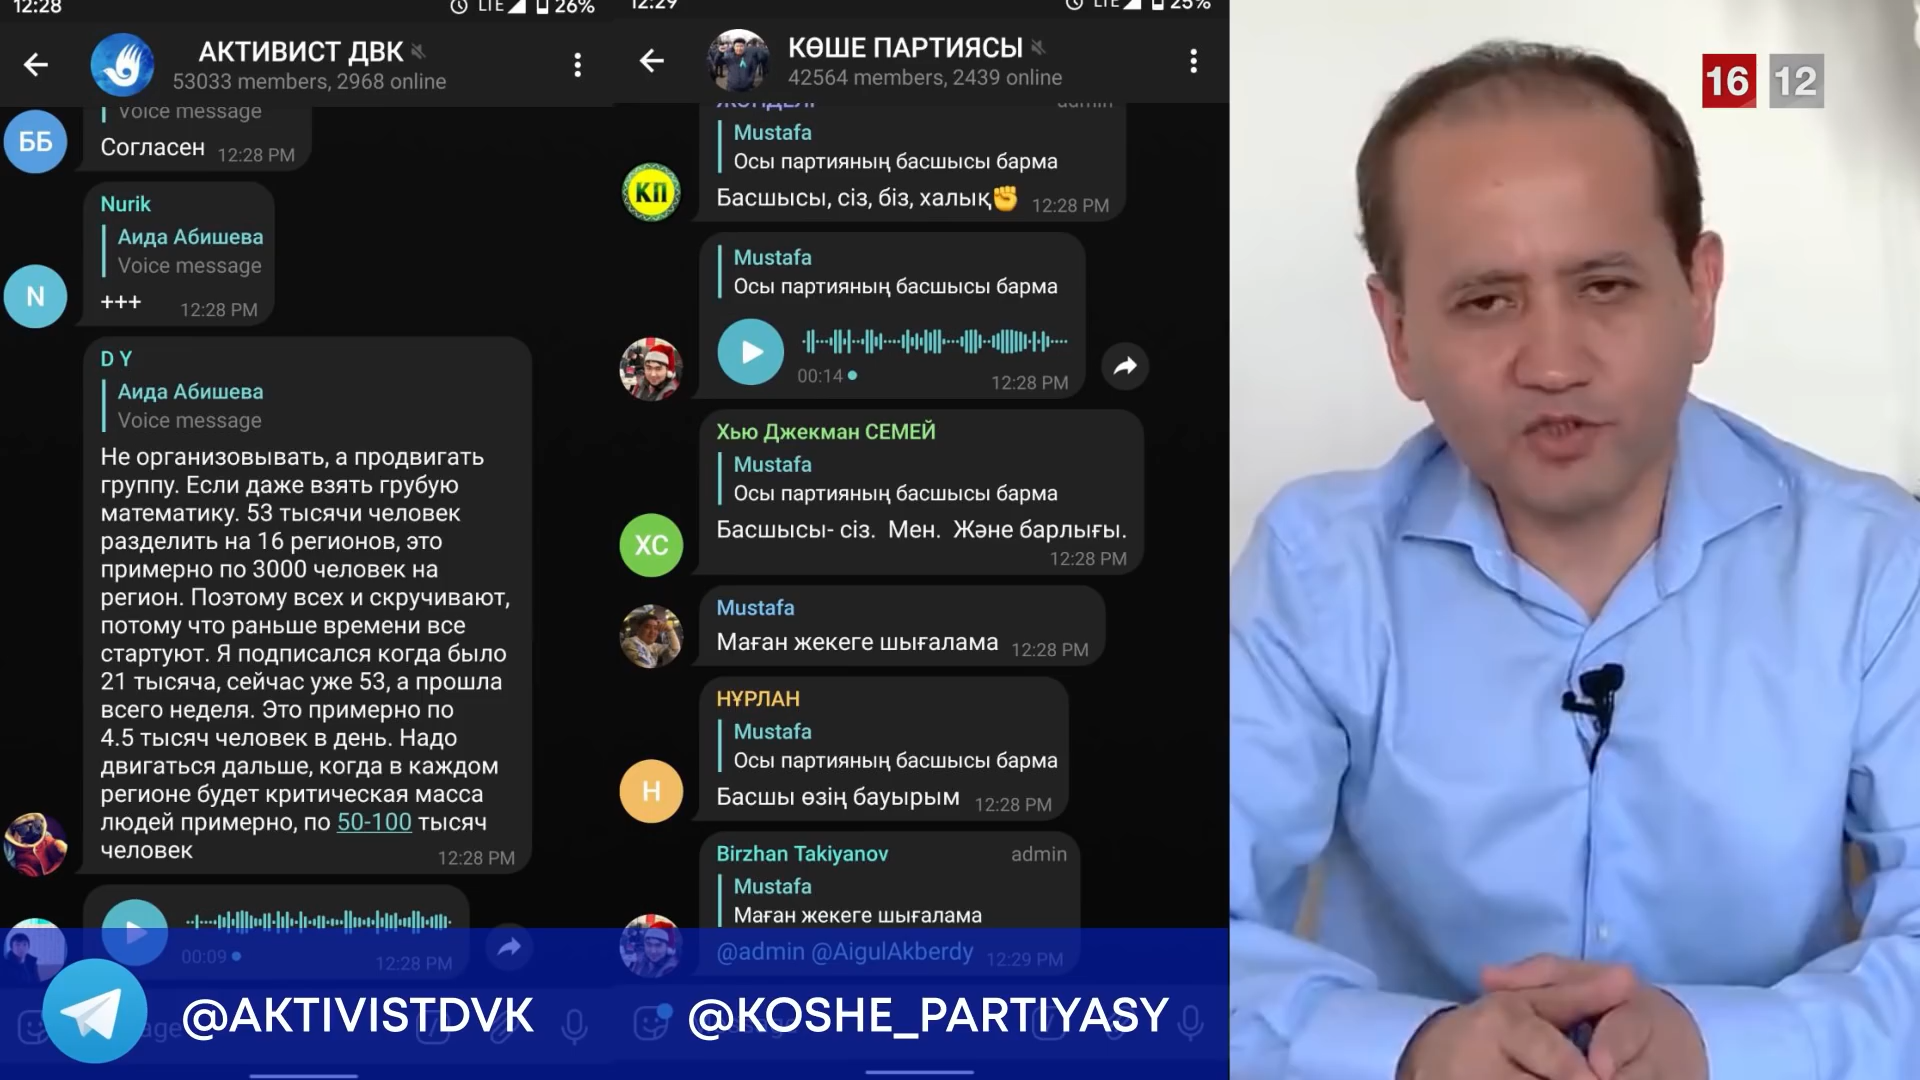 12:28
LTE 26%
АКТИВИСТ ДВК
53033 members, 2968 online
Voice message
ББ
Согласен 12:28 PM
Nurik
Аида Абишева
Voice message
N
+++ 12:28 PM
D Y
Аида Абишева
Voice message
Не организовывать, а продвигать
группу. Если даже взять грубую
математику. 53 тысячи человек
разделить на 16 регионов, это
примерно по 3000 человек на
регион. Поэтому всех и скручивают,
потому что раньше времени все
стартуют. Я подписался когда было
21 тысяча, сейчас уже 53, а прошла
всего неделя. Это примерно по
4.5 тысяч человек в день. Надо
двигаться дальше, когда в каждом
регионе будет критическая масса
людей примерно, по 50-100 тысяч
человек 12:28 PM
00:09 12:28 PM
@AKTIVISTDVK
12:29
LTE 25%
КӨШЕ ПАРТИЯСЫ
42564 members, 2439 online
admin
Mustafa
Осы партияның басшысы барма
КП
Басшысы, сіз, біз, халық✊ 12:28 PM
Mustafa
Осы партияның басшысы барма
00:14 12:28 PM
Хью Джекман СЕМЕЙ
Mustafa
Осы партияның басшысы барма
ХС
Басшысы- сіз. Мен. Және барлығы.
12:28 PM
Mustafa
Маған жекеге шығалама 12:28 PM
НҰРЛАН
Mustafa
Осы партияның басшысы барма
Н
Басшы өзің бауырым 12:28 PM
Birzhan Takiyanov admin
Mustafa
Маған жекеге шығалама
@admin @AigulAkberdy 12:29 PM
@KOSHE_PARTIYASY
16 12